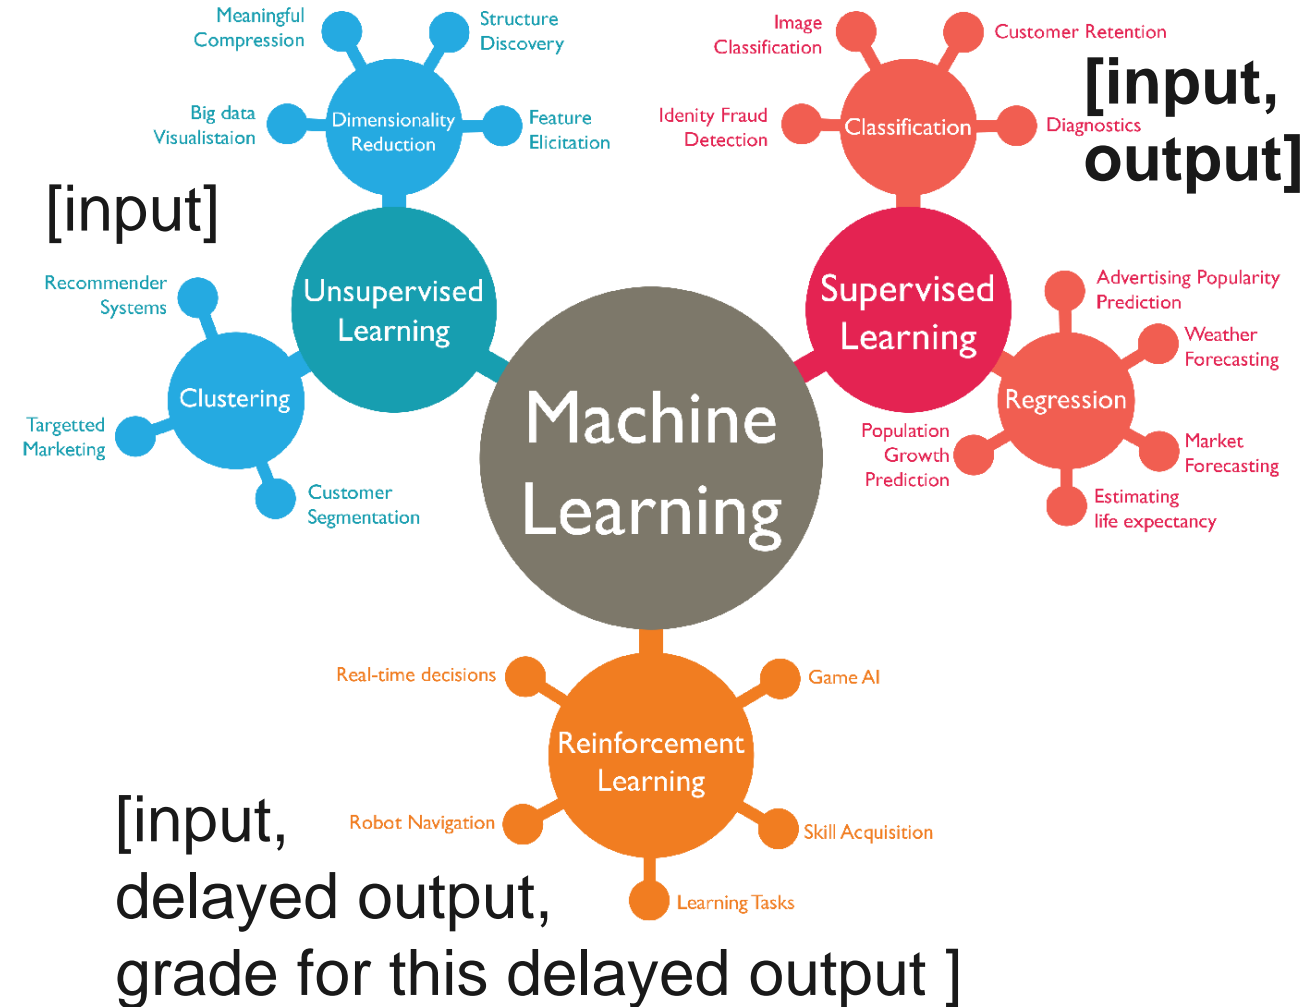 Meaningful
Compression
Structure
Discovery
Big data
Visualistaion
Dimensionality
Reduction
Feature
Elicitation
[input]
Unsupervised
Learning
Recommender
Systems
Clustering
Targetted
Marketing
Customer
Segmentation
Image
Classification
Customer Retention
[input,
output]
Idenity Fraud
Detection
Classification
Diagnostics
Supervised
Learning
Advertising Popularity
Prediction
Weather
Forecasting
Regression
Population
Growth
Prediction
Market
Forecasting
Estimating
life expectancy
Machine
Learning
Real-time decisions
Game AI
Reinforcement
Learning
Robot Navigation
Skill Acquisition
Learning Tasks
[input,
delayed output,
grade for this delayed output ]